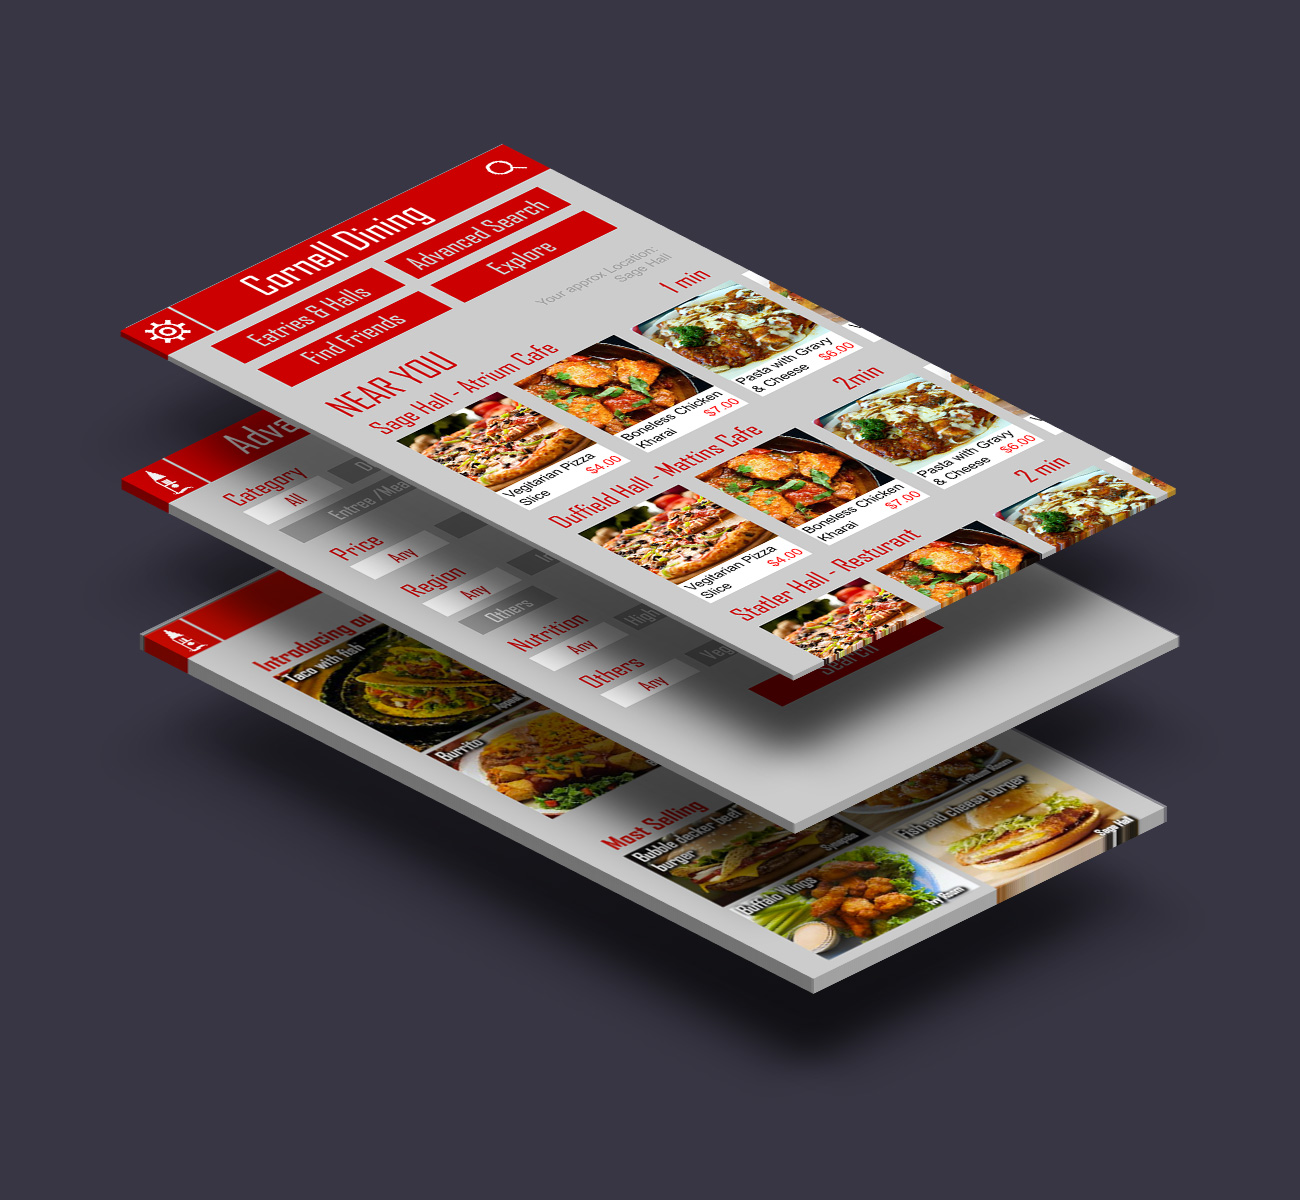 Cornell Dining
Eatries & Halls
Advanced Search
Find Friends
Explore
Your approx Location:
Sage Hall
NEAR YOU
Sage Hall - Atrium Cafe
1 min
Vegitarian Pizza
Slice
$4.00
Boneless Chicken
Kharai
$7.00
Pasta with Gravy
& Cheese
$6.00
Duffield Hall - Mattins Cafe
2min
Vegitarian Pizza
Slice
$4.00
Boneless Chicken
Kharai
$7.00
Pasta with Gravy
& Cheese
$6.00
Statler Hall - Resturant
2 min
Adva
Category
All
Entree /Mea
Price
Any
Region
Any
Others
Nutrition
Any
High
Others
Any
Veg
Search
Introducing ou
Taco with fish
Burrito
Most Selling
Bubble decker beef
burger
Buffalo Wings
Ivy Room
Trillium
Fish and cheese burger
Sage Hall